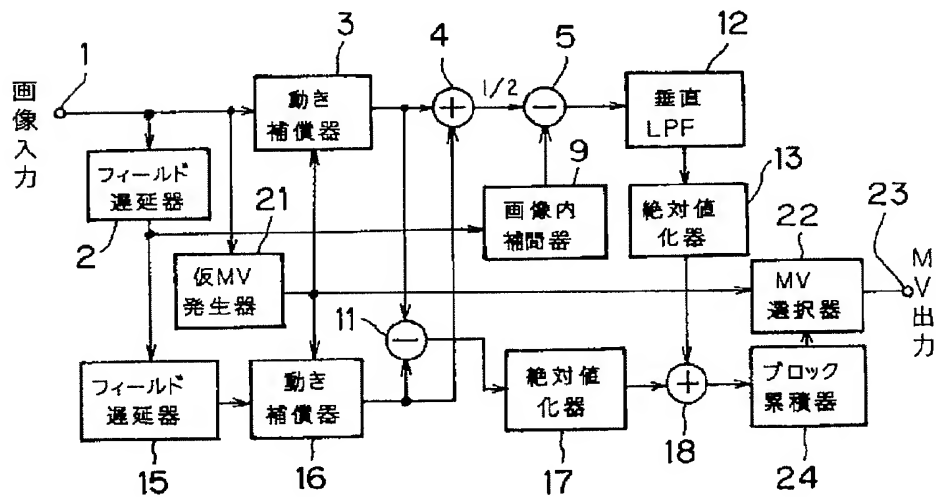 3
4
5
12
1
画像入力
動き
補償器
+
1/2
−
垂直
LPF
フィールド
遅延器
2
21
9
画像内
補間器
13
絶対値
化器
22
23
仮MV
発生器
11
−
MV
選択器
MV出力
フィールド
遅延器
15
動き
補償器
16
絶対値
化器
17
+
18
ブロック
累積器
24